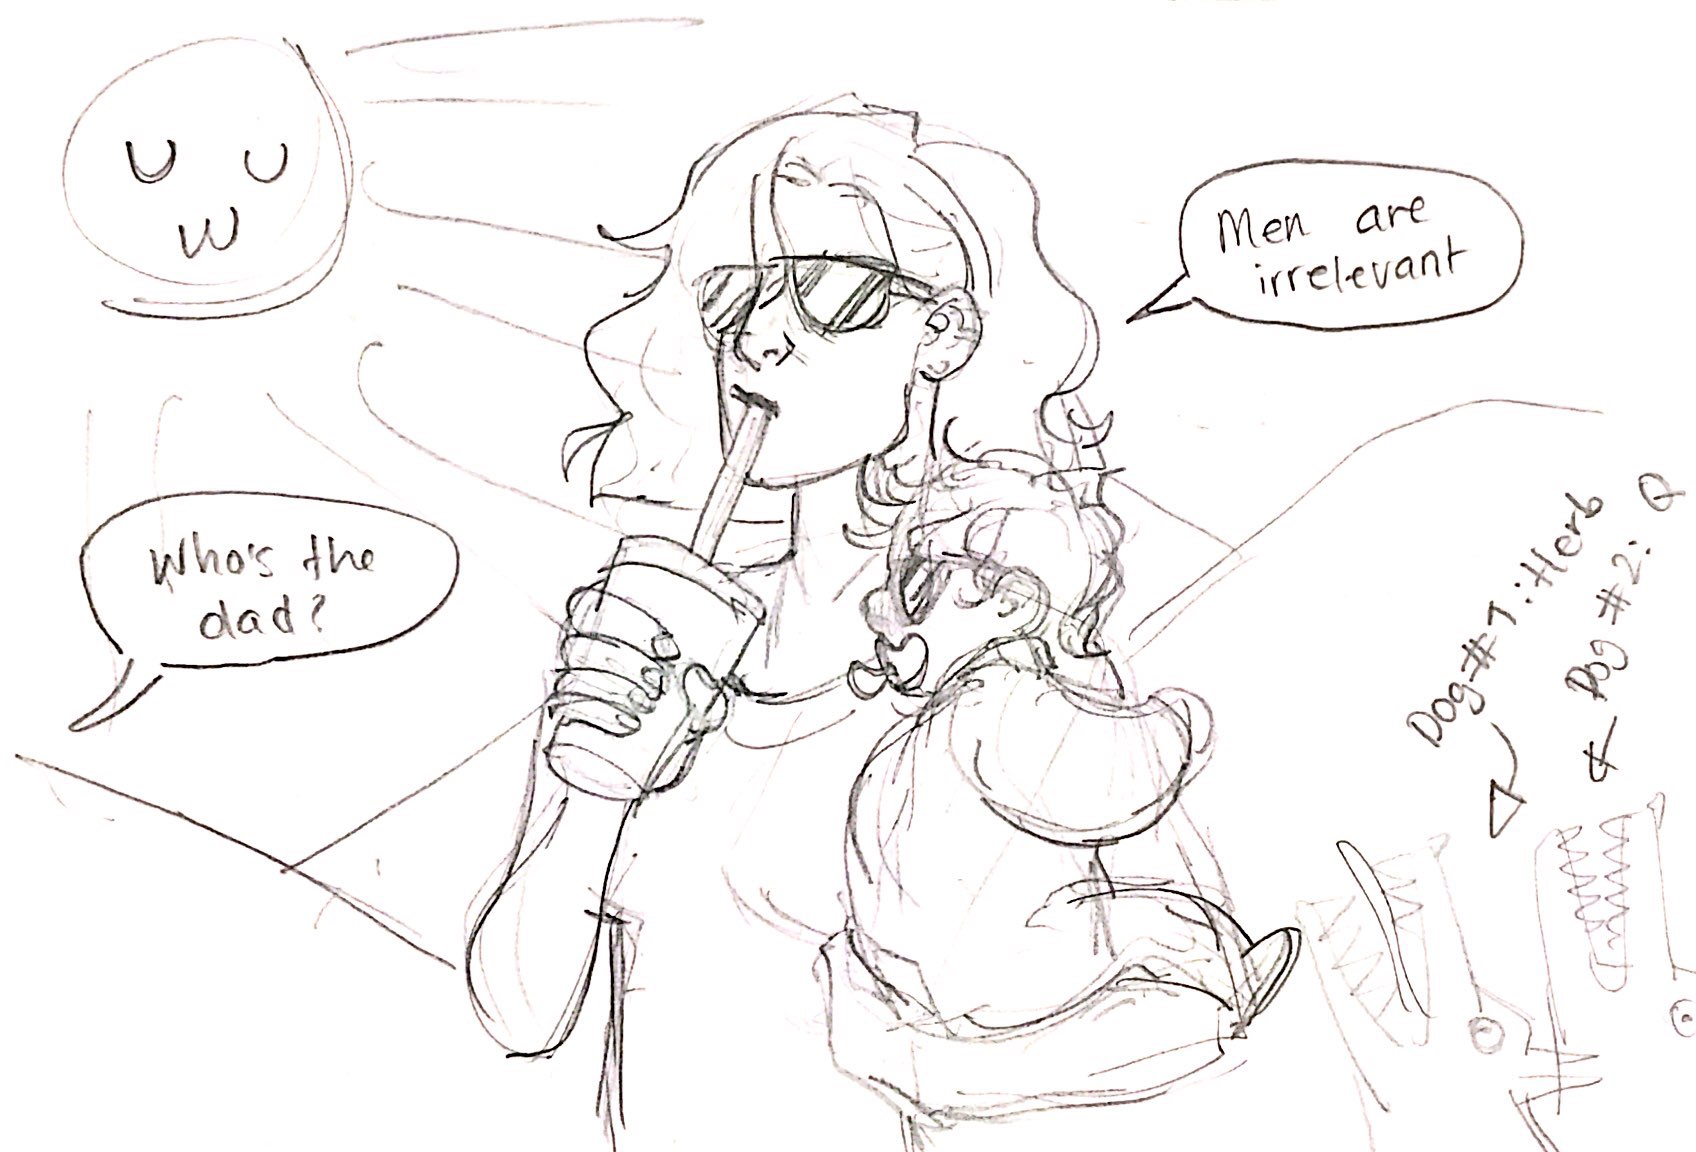 Men are
irrelevant
Who's the
dad?
Dog #1: Herb
& Dog #2: Q